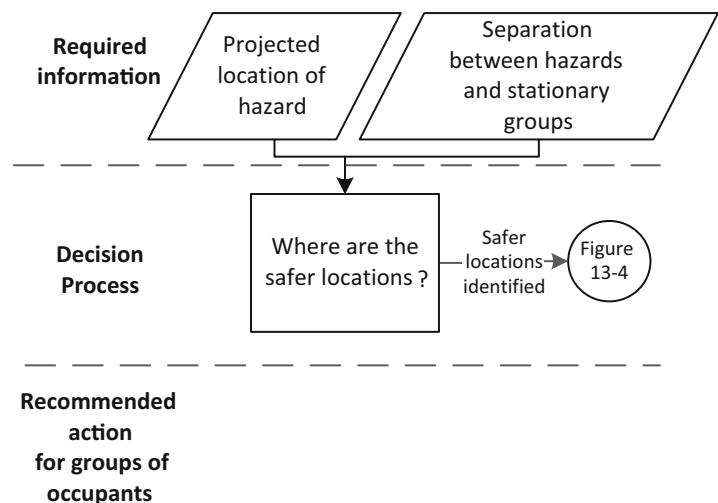 Required
information
Projected
location of
hazard
Separation
between hazards
and stationary
groups
Decision
Process
Where are the
safer locations ?
Safer
locations
identified
Figure
13-4
Recommended
action
for groups of
occupants